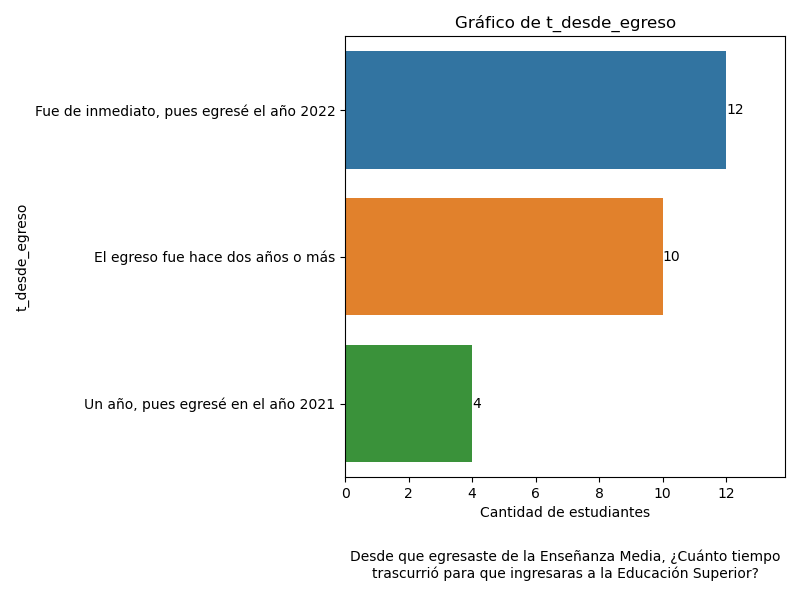 Gráfico de t_desde_egreso
Fue de inmediato, pues egresé el año 2022
12
El egreso fue hace dos años o más
10
Un año, pues egresé en el año 2021
4
t_desde_egreso
0 2 4 6 8 10 12
Cantidad de estudiantes
Desde que egresaste de la Enseñanza Media, ¿Cuánto tiempo
trascurrió para que ingresaras a la Educación Superior?